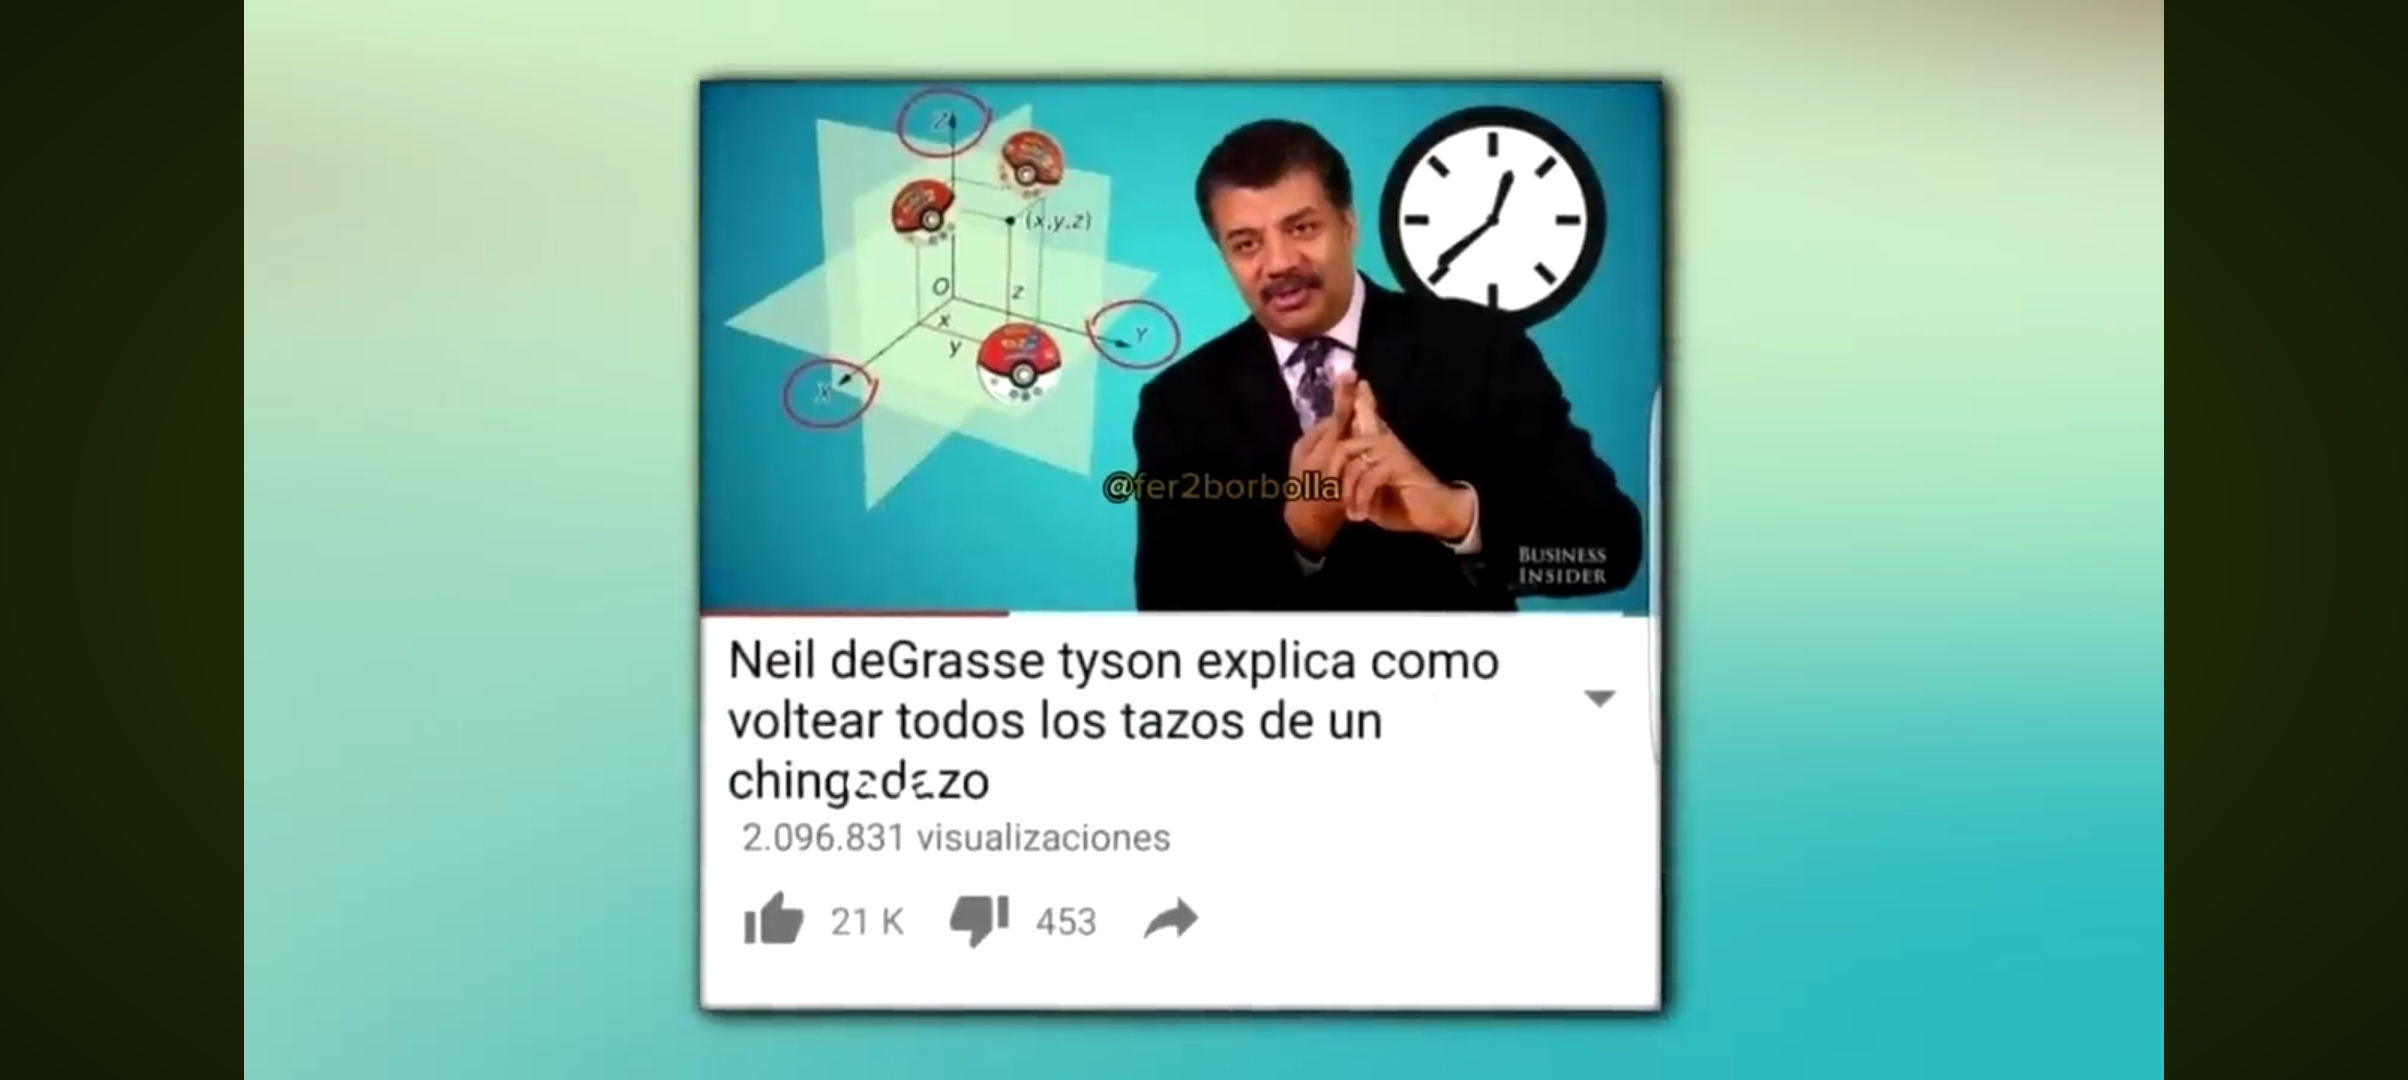 Z
(x,y,z)
O
z
x
Y
y
X
@fer2borbolla
BUSINESS
INSIDER
Neil deGrasse tyson explica como
voltear todos los tazos de un
chingadazo
2.096.831 visualizaciones
21 K
453